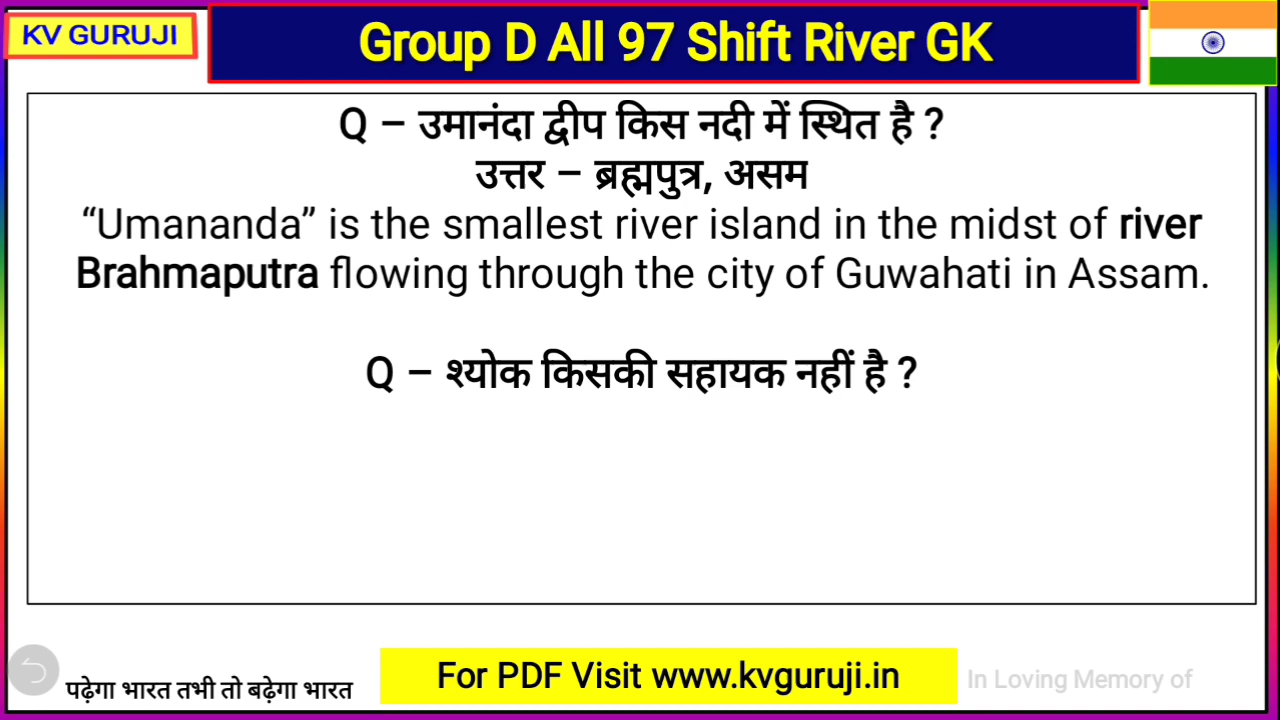 KV GURUJI
Group D All 97 Shift River GK
Q – उमानंदा द्वीप किस नदी में स्थित है ?
उत्तर – ब्रह्मपुत्र, असम
“Umananda” is the smallest river island in the midst of river
Brahmaputra flowing through the city of Guwahati in Assam.
Q – श्योक किसकी सहायक नहीं है ?
पढ़ेगा भारत तभी तो बढ़ेगा भारत
For PDF Visit www.kvguruji.in
In Loving Memory of